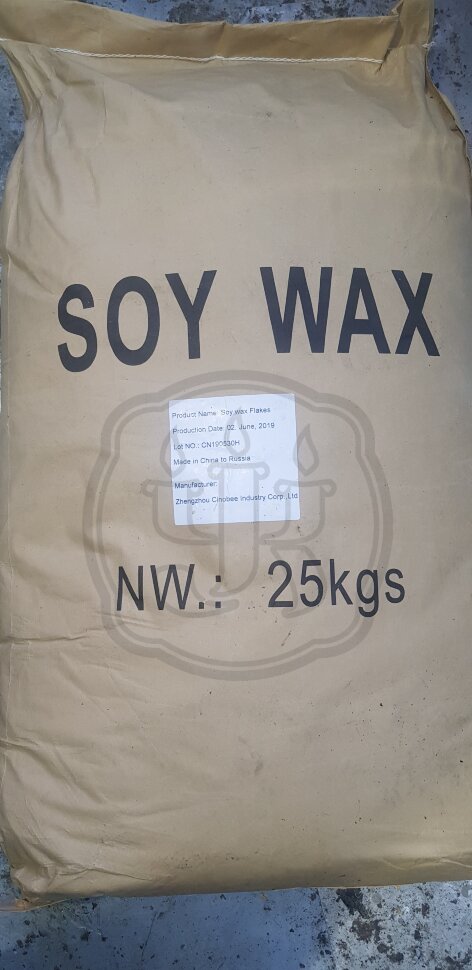 SOY WAX
Product Name: Soy wax Flakes
Production Date: 02. June, 2019
Lot NO.: CN190530H
Made in China to Russia
Manufacturer:
Zhengzhou Cinobee Industry Corp.,Ltd
NW.: 25kgs